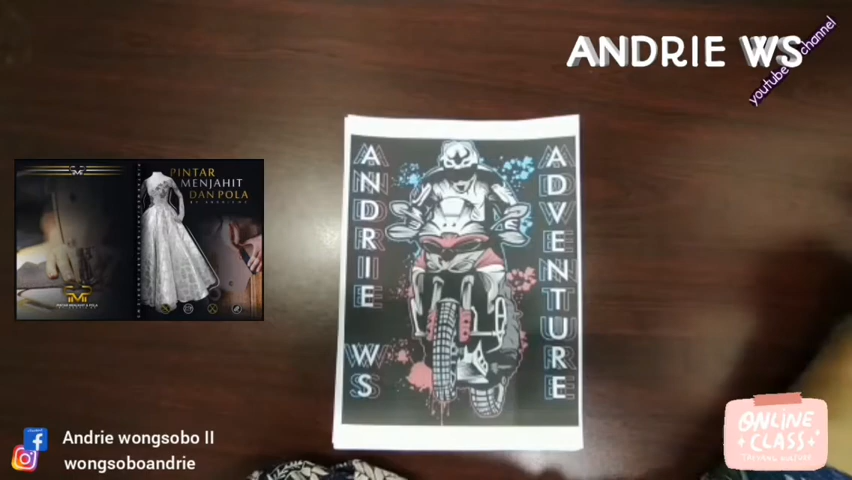 ANDRIE WS
youtube channel
PINTAR
MENJAHIT
DAN POLA
ANDRIE
WS
ADVENTURE
Andrie wongsobo II
wongsoboandrie
ONLINE
CLASS